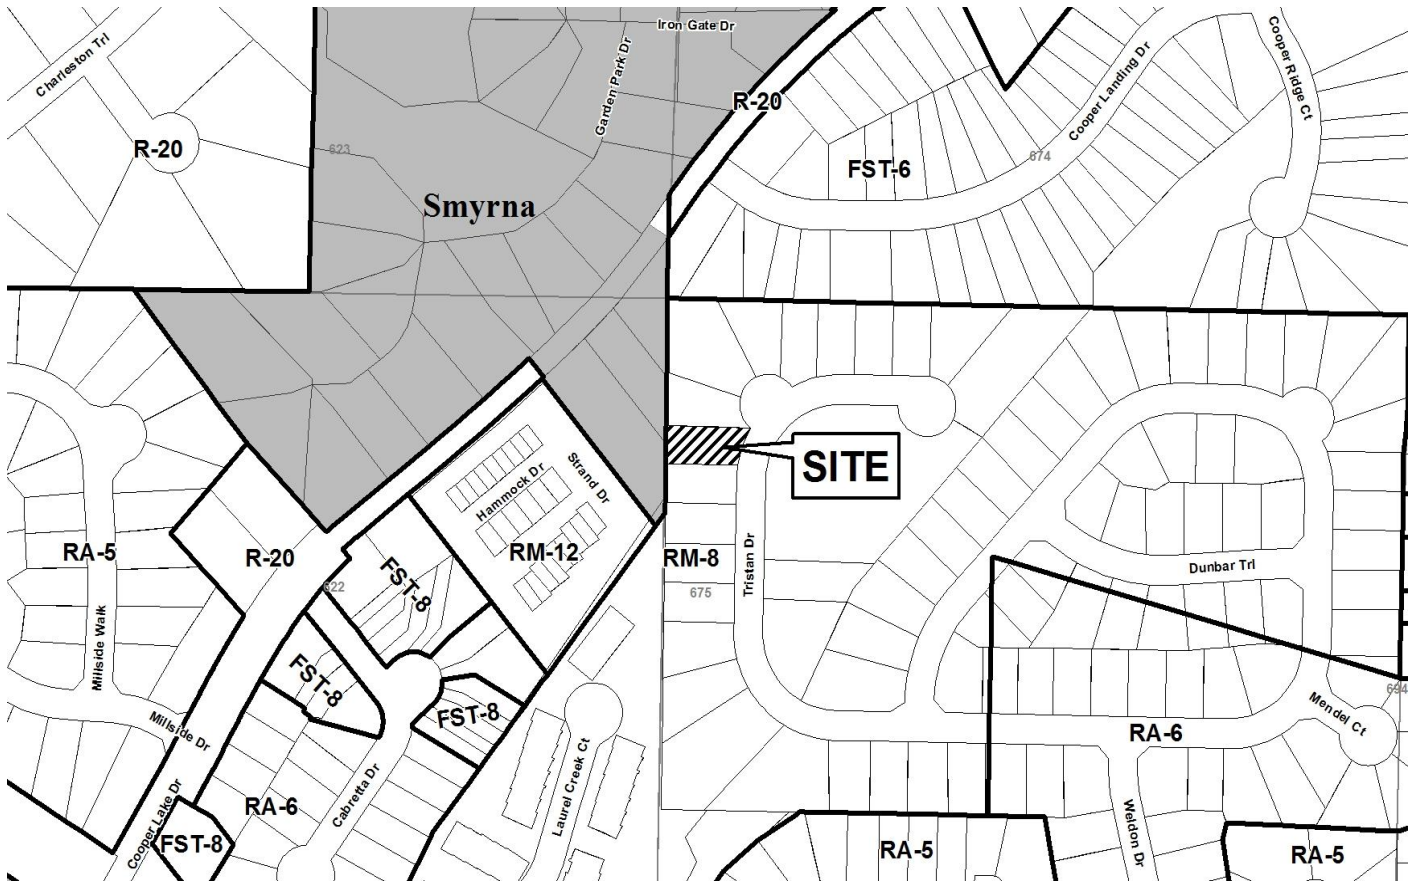 Iron Gate Dr
Charleston Trl
Garden Park Dr
Cooper Landing Dr
Cooper Ridge Ct
R-20
R-20
623
674
FST-6
Smyrna
SITE
Hammock Dr
Strand Dr
RA-5
R-20
RM-12
RM-8
Tristan Dr
Dunbar Trl
622
FST-8
675
Millside Walk
FST-8
FST-8
694
Mendel Ct
Millside Dr
RA-6
Laurel Creek Ct
Cabretta Dr
RA-6
Cooper Lake Dr
FST-8
Weldon Dr
RA-5
RA-5